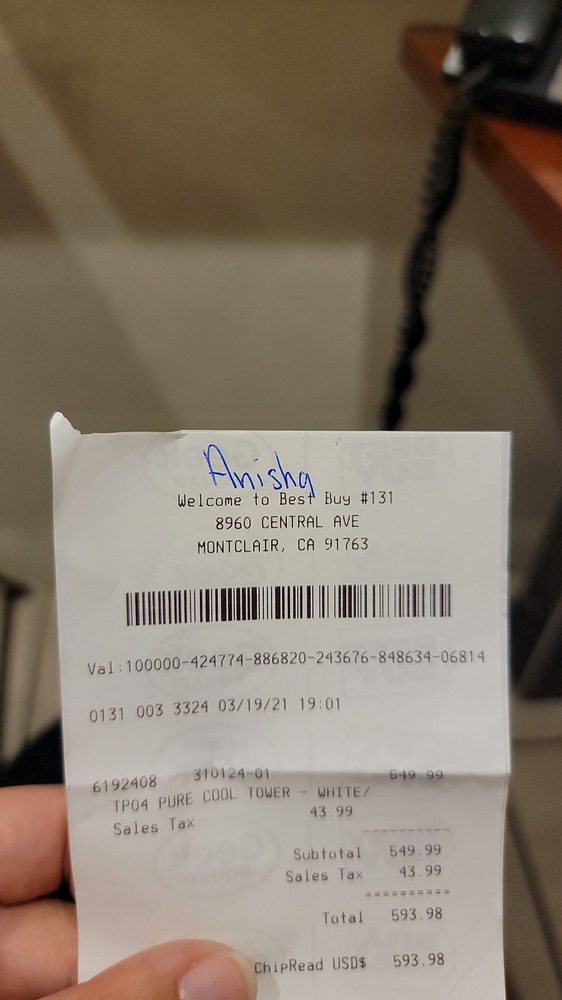 Anisha
Welcome to Best Buy #131
8960 CENTRAL AVE
MONTCLAIR, CA 91763
Val:100000-424774-886820-243676-848634-06814
0131 003 3324 03/19/21 19:01
6192408 310124-01 549.99
TP04 PURE COOL TOWER - WHITE/
Sales Tax 43.99
----------
Subtotal 549.99
Sales Tax 43.99
==========
Total 593.98
ChipRead USD$ 593.98